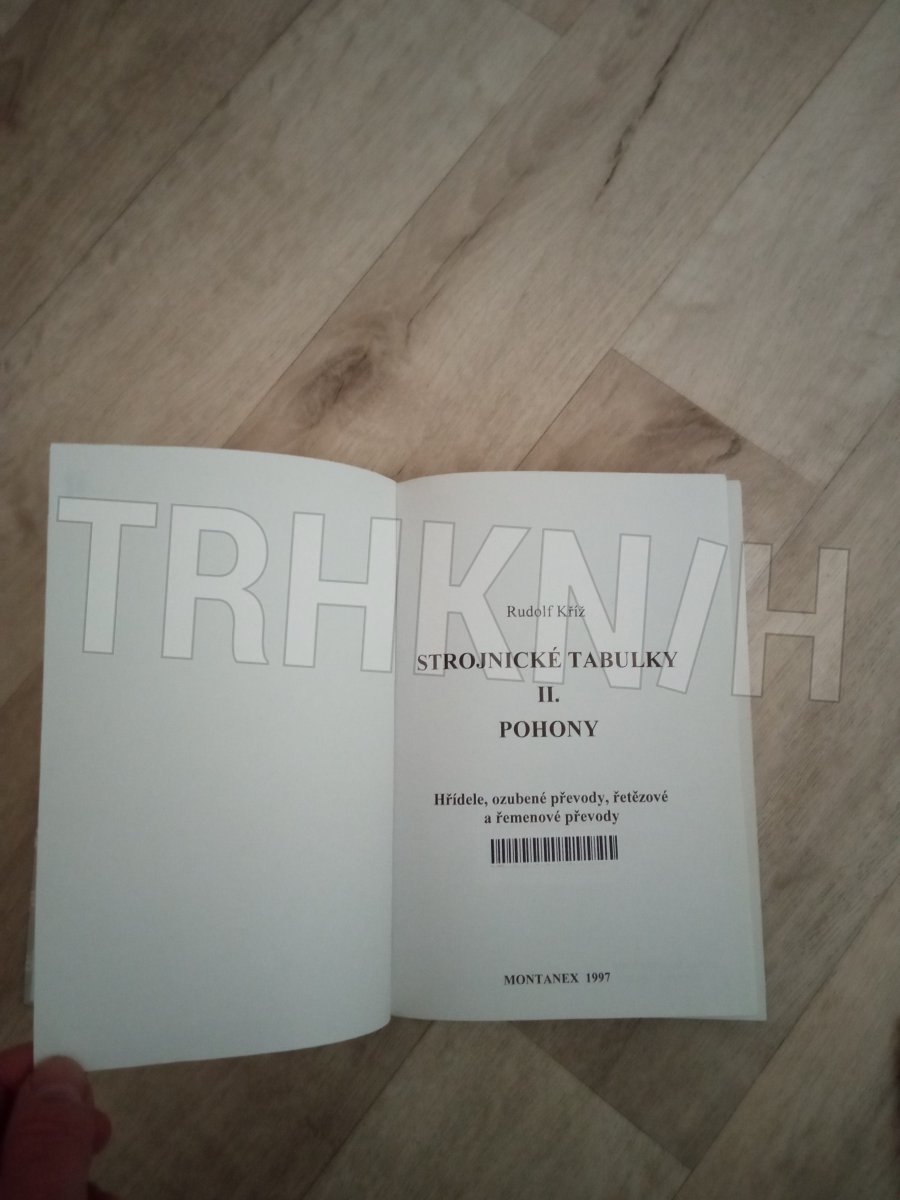 TRHKNIH
Rudolf Kříž
STROJNICKÉ TABULKY
II.
POHONY
Hřídele, ozubené převody, řetězové
a řemenové převody
MONTANEX 1997